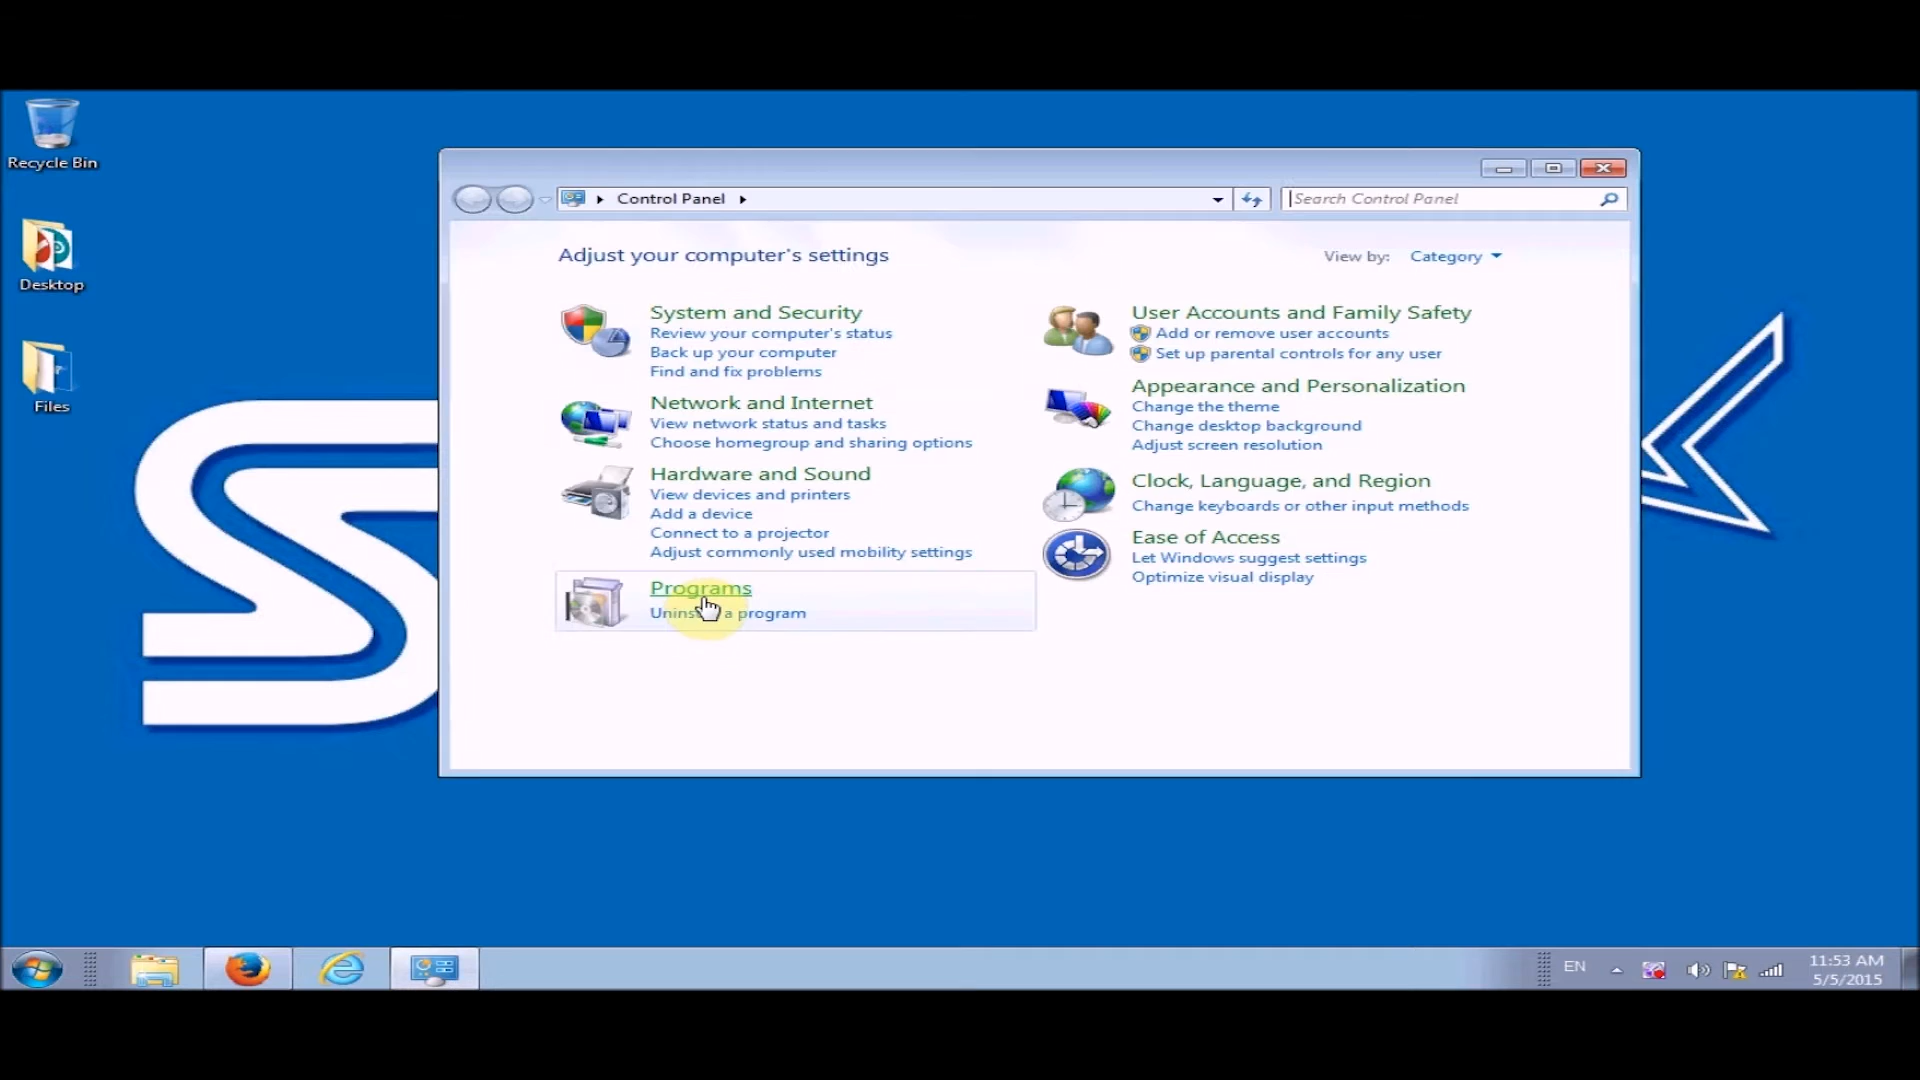 Recycle Bin
Desktop
Files
Control Panel
Search Control Panel
Adjust your computer's settings
View by: Category
System and Security
Review your computer's status
Back up your computer
Find and fix problems
Network and Internet
View network status and tasks
Choose homegroup and sharing options
Hardware and Sound
View devices and printers
Add a device
Connect to a projector
Adjust commonly used mobility settings
Programs
Uninstall a program
User Accounts and Family Safety
Add or remove user accounts
Set up parental controls for any user
Appearance and Personalization
Change the theme
Change desktop background
Adjust screen resolution
Clock, Language, and Region
Change keyboards or other input methods
Ease of Access
Let Windows suggest settings
Optimize visual display
EN
11:53 AM
5/5/2015